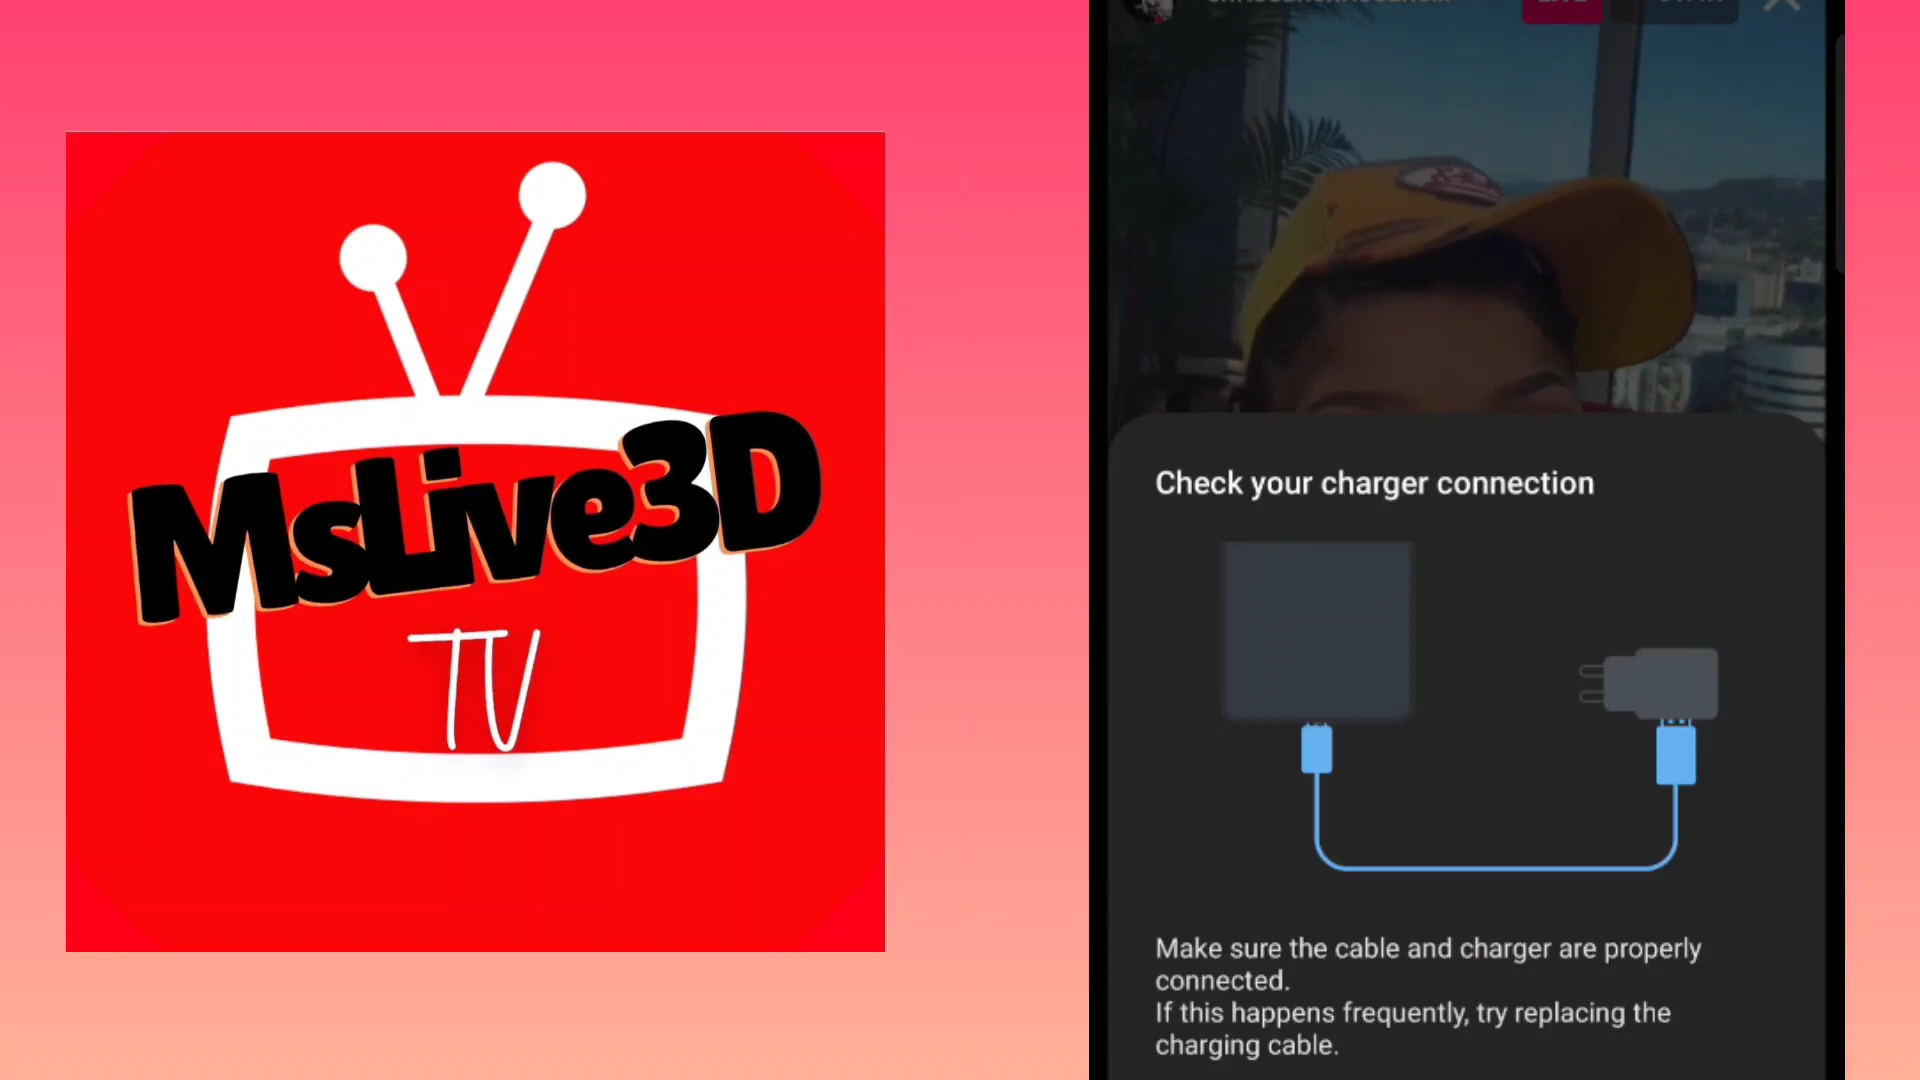 MsLive3D
TV
Check your charger connection
Make sure the cable and charger are properly
connected.
If this happens frequently, try replacing the
charging cable.